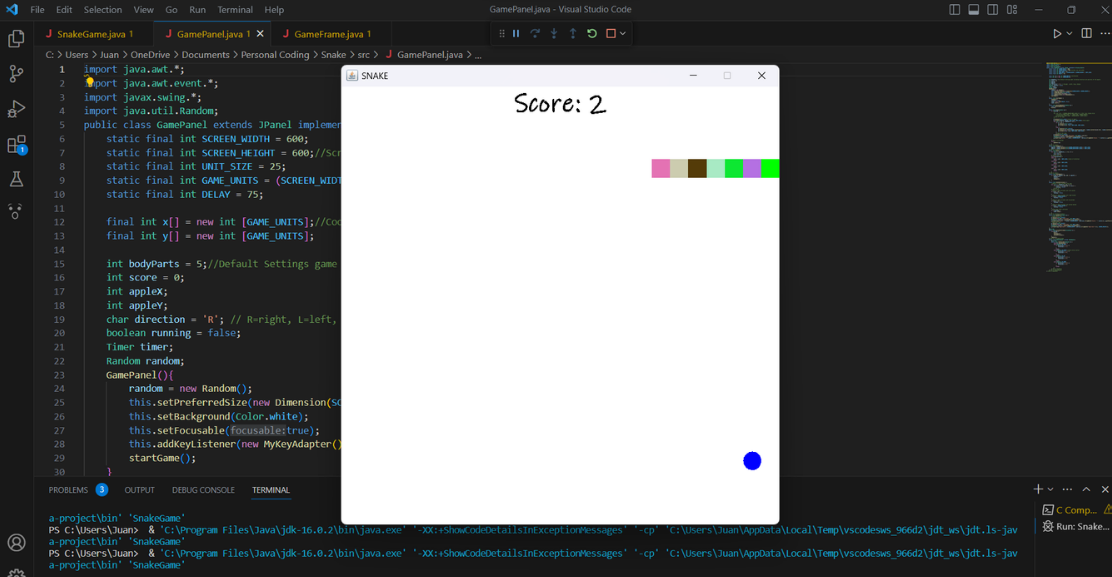 File Edit Selection View Go Run Terminal Help GamePanel.java - Visual Studio Code
SnakeGame.java 1 GamePanel.java 1 GameFrame.java 1
C: > Users > Juan > OneDrive > Documents > Personal Coding > Snake > src > GamePanel.java > ...
1 import java.awt.*;
2 import java.awt.event.*;
3 import javax.swing.*;
4 import java.util.Random;
5 public class GamePanel extends JPanel implemen
6 static final int SCREEN_WIDTH = 600;
7 static final int SCREEN_HEIGHT = 600;//Scr
8 static final int UNIT_SIZE = 25;
9 static final int GAME_UNITS = (SCREEN_WIDT
10 static final int DELAY = 75;
11
12 final int x[] = new int [GAME_UNITS];//Coo
13 final int y[] = new int [GAME_UNITS];
14
15 int bodyParts = 5;//Default Settings game
16 int score = 0;
17 int appleX;
18 int appleY;
19 char direction = 'R'; // R=right, L=left,
20 boolean running = false;
21 Timer timer;
22 Random random;
23 GamePanel(){
24 random = new Random();
25 this.setPreferredSize(new Dimension(SC
26 this.setBackground(Color.white);
27 this.setFocusable(focusable:true);
28 this.addKeyListener(new MyKeyAdapter()
29 startGame();
30 }
SNAKE
Score: 2
PROBLEMS 3 OUTPUT DEBUG CONSOLE TERMINAL
a-project\bin' 'SnakeGame'
PS C:\Users\Juan> & 'C:\Program Files\Java\jdk-16.0.2\bin\java.exe' '-XX:+ShowCodeDetailsInExceptionMessages' '-cp' 'C:\Users\Juan\AppData\Local\Temp\vscodesws_966d2\jdt_ws\jdt.ls-jav
a-project\bin' 'SnakeGame'
PS C:\Users\Juan> & 'C:\Program Files\Java\jdk-16.0.2\bin\java.exe' '-XX:+ShowCodeDetailsInExceptionMessages' '-cp' 'C:\Users\Juan\AppData\Local\Temp\vscodesws_966d2\jdt_ws\jdt.ls-jav
a-project\bin' 'SnakeGame'
C Comp...
Run: Snake...
1